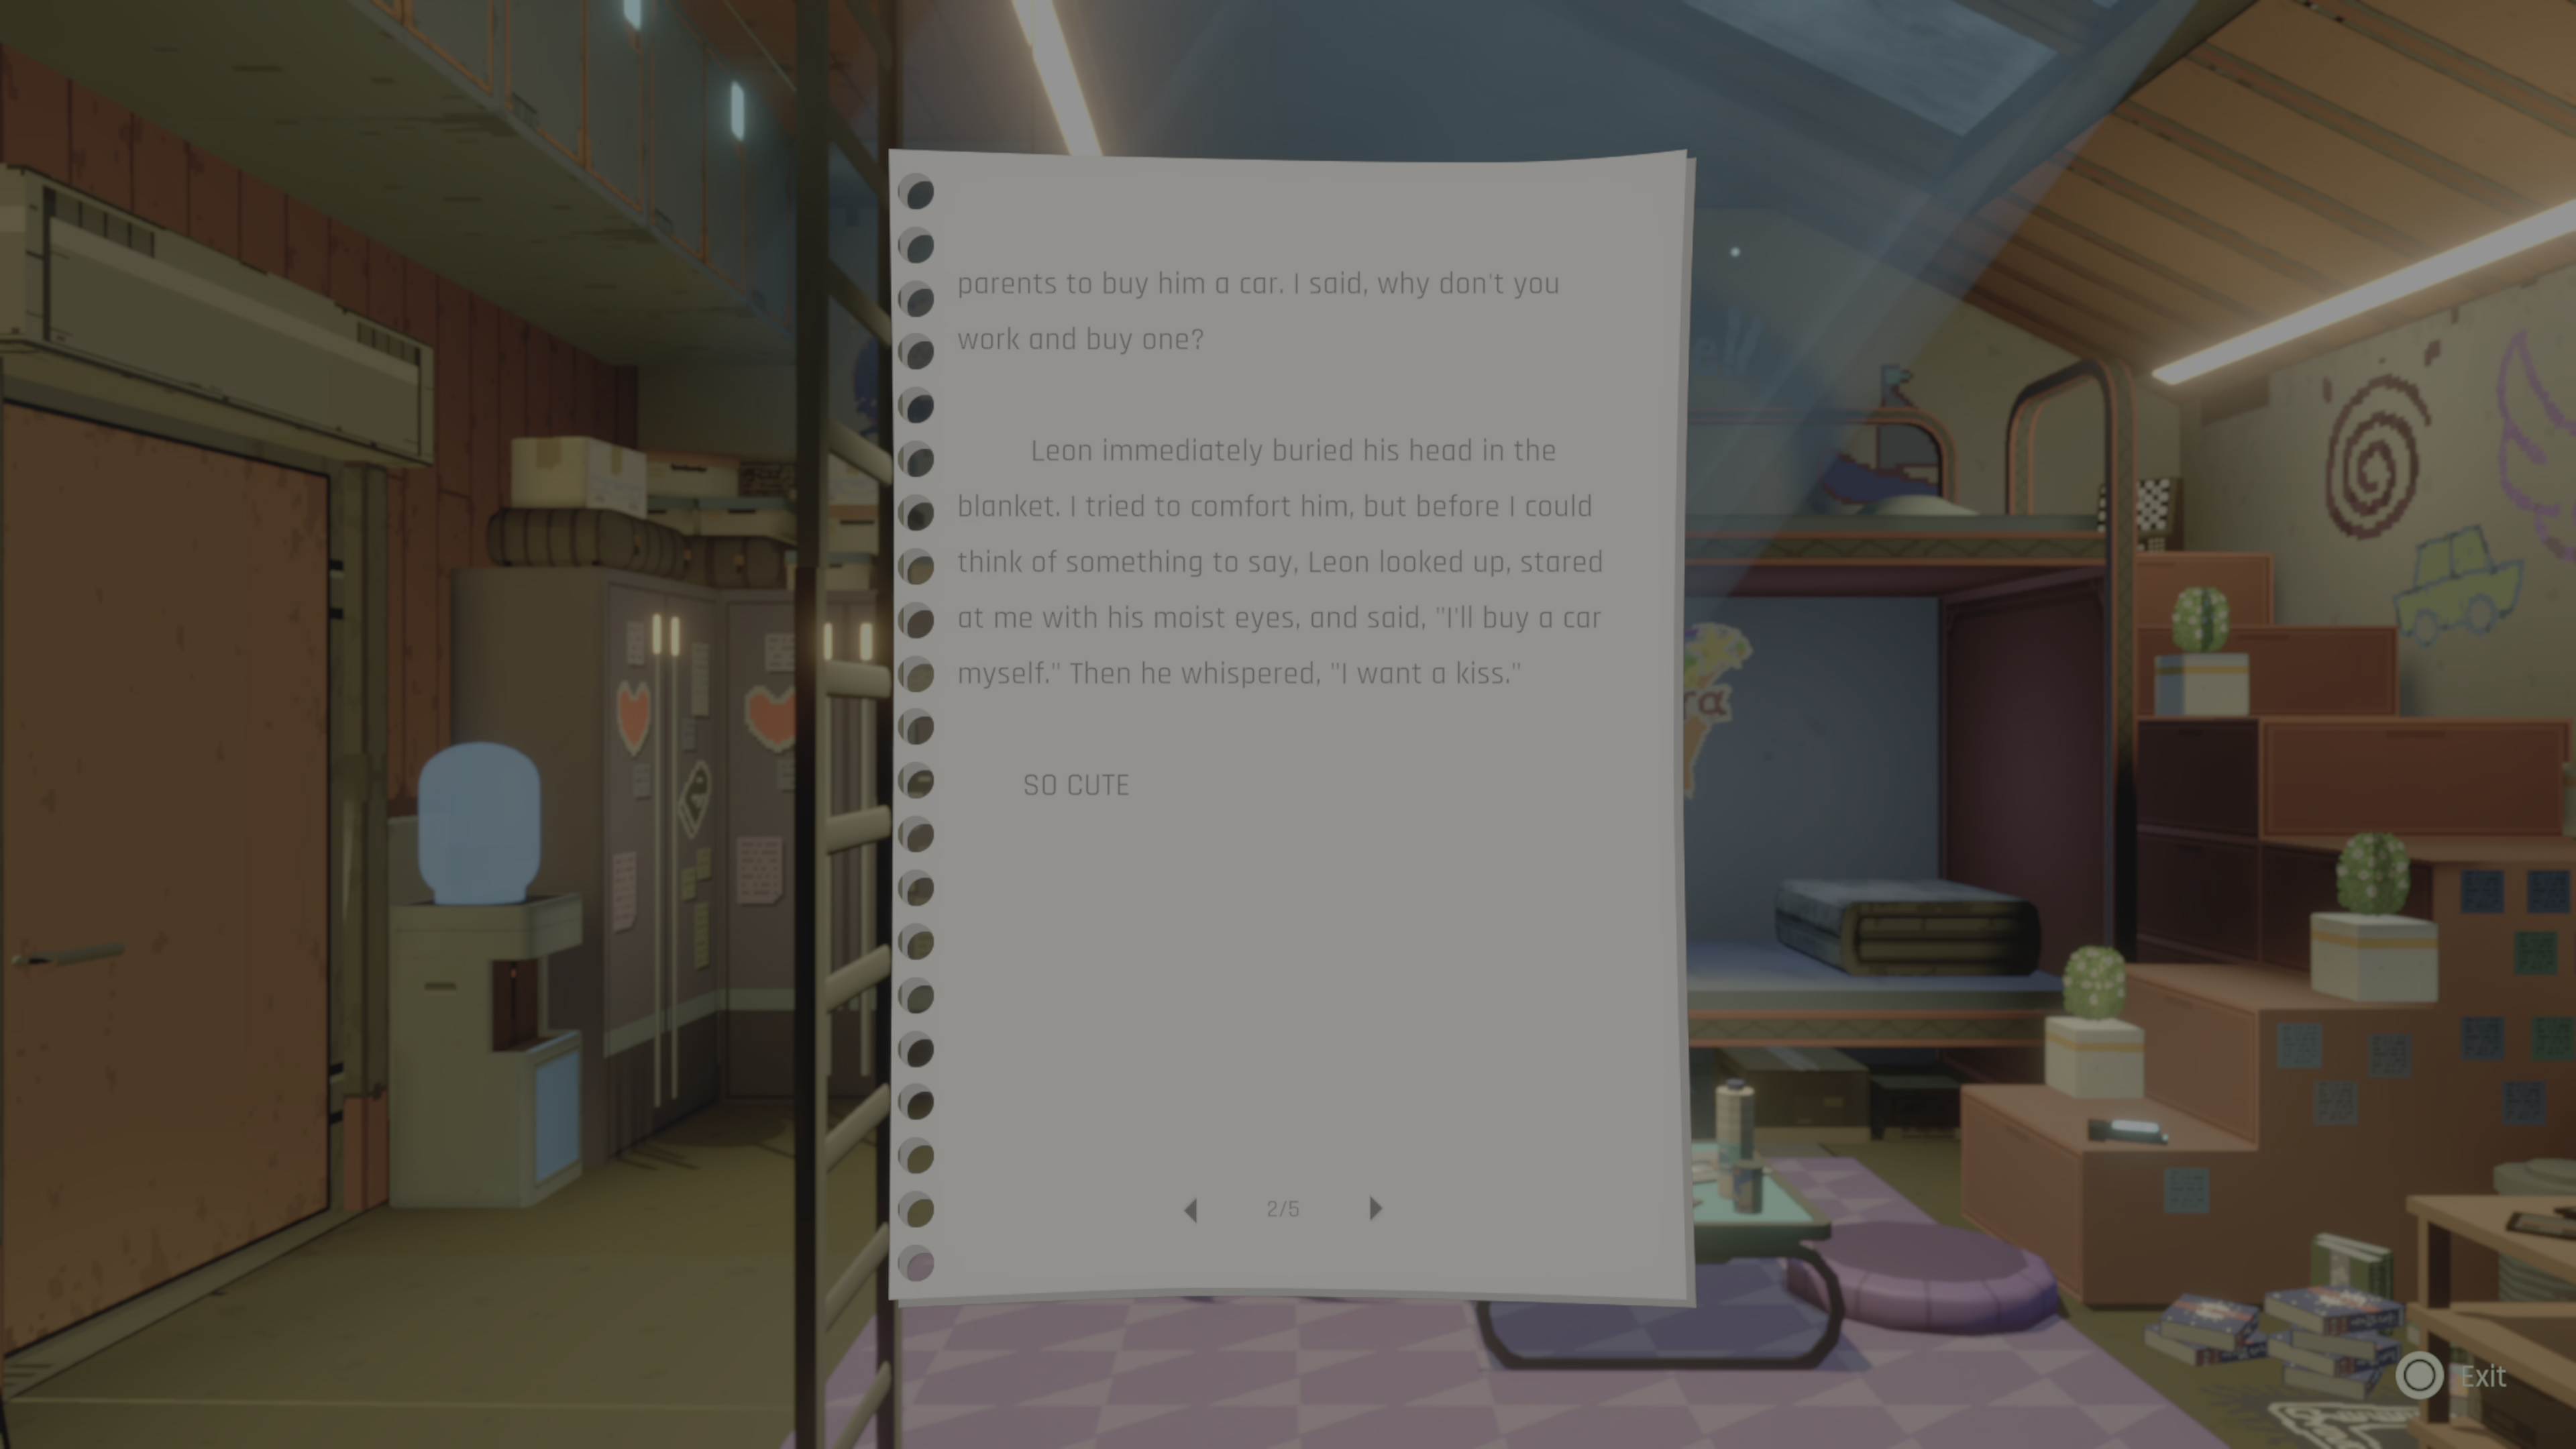 parents to buy him a car. I said, why don't you
work and buy one?
Leon immediately buried his head in the
blanket. I tried to comfort him, but before I could
think of something to say, Leon looked up, stared
at me with his moist eyes, and said, "I'll buy a car
myself." Then he whispered, "I want a kiss."
SO CUTE
ra
2/5
Exit